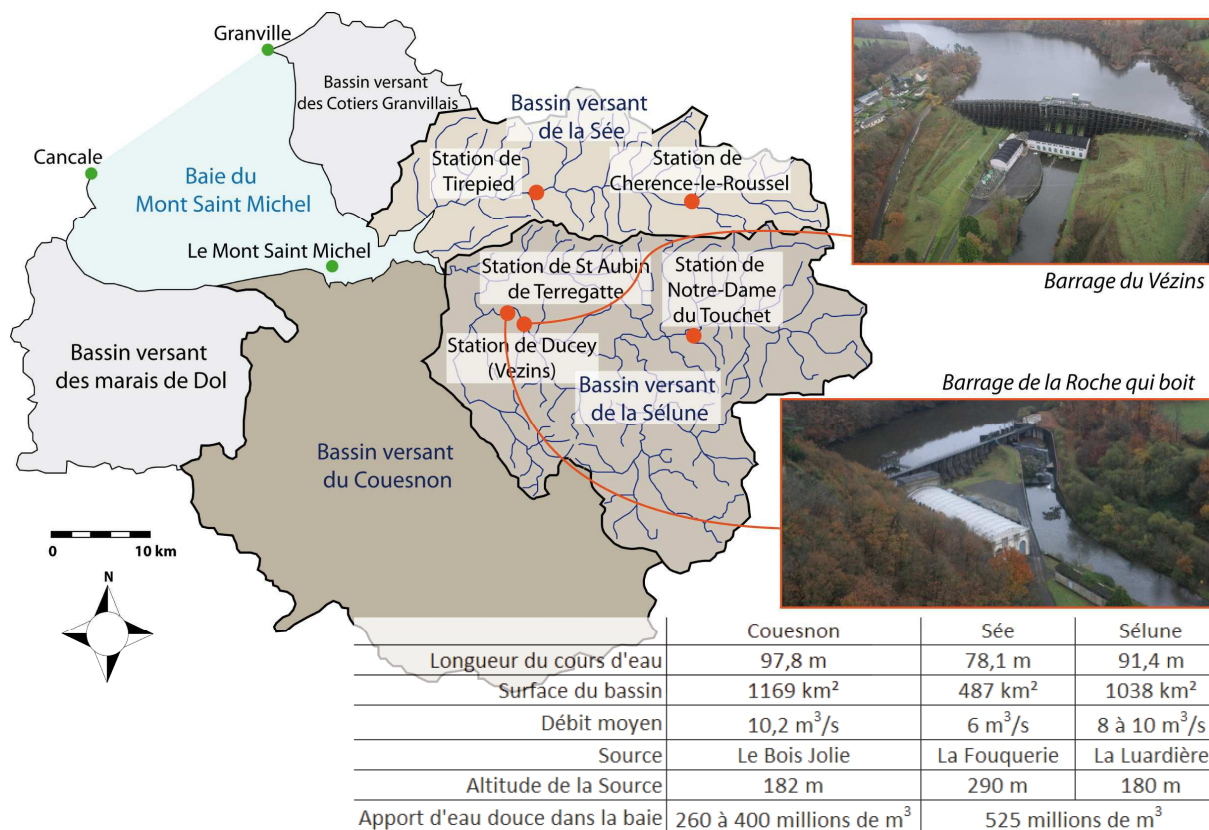 Granville
Bassin versant
des Cotiers Granvillais
Cancale
Baie du
Mont Saint Michel
Le Mont Saint Michel
Bassin versant
de la Sée
Station de
Tirepied
Station de
Cherence-le-Roussel
Station de St Aubin
de Terregatte
Station de
Notre-Dame
du Touchet
Station de Ducey
(Vezins)
Bassin versant
de la Sélune
Bassin versant
des marais de Dol
Bassin versant
du Couesnon
Barrage du Vézins
Barrage de la Roche qui boit
0 10 km
N
Couesnon Sée Sélune
Longueur du cours d'eau 97,8 m 78,1 m 91,4 m
Surface du bassin 1169 km² 487 km² 1038 km²
Débit moyen 10,2 m³/s 6 m³/s 8 à 10 m³/s
Source Le Bois Jolie La Fouquerie La Luardière
Altitude de la Source 182 m 290 m 180 m
Apport d'eau douce dans la baie 260 à 400 millions de m³ 525 millions de m³